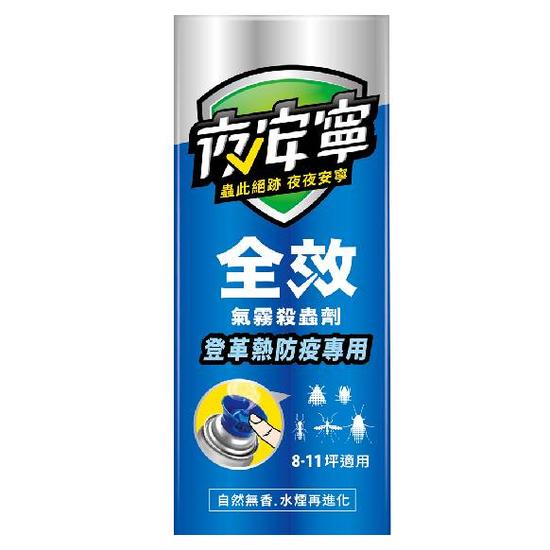 夜安寧
蟲此絕跡 夜夜安寧
全效
氣霧殺蟲劑
登革熱防疫專用
8-11坪適用
自然無香.水煙再進化